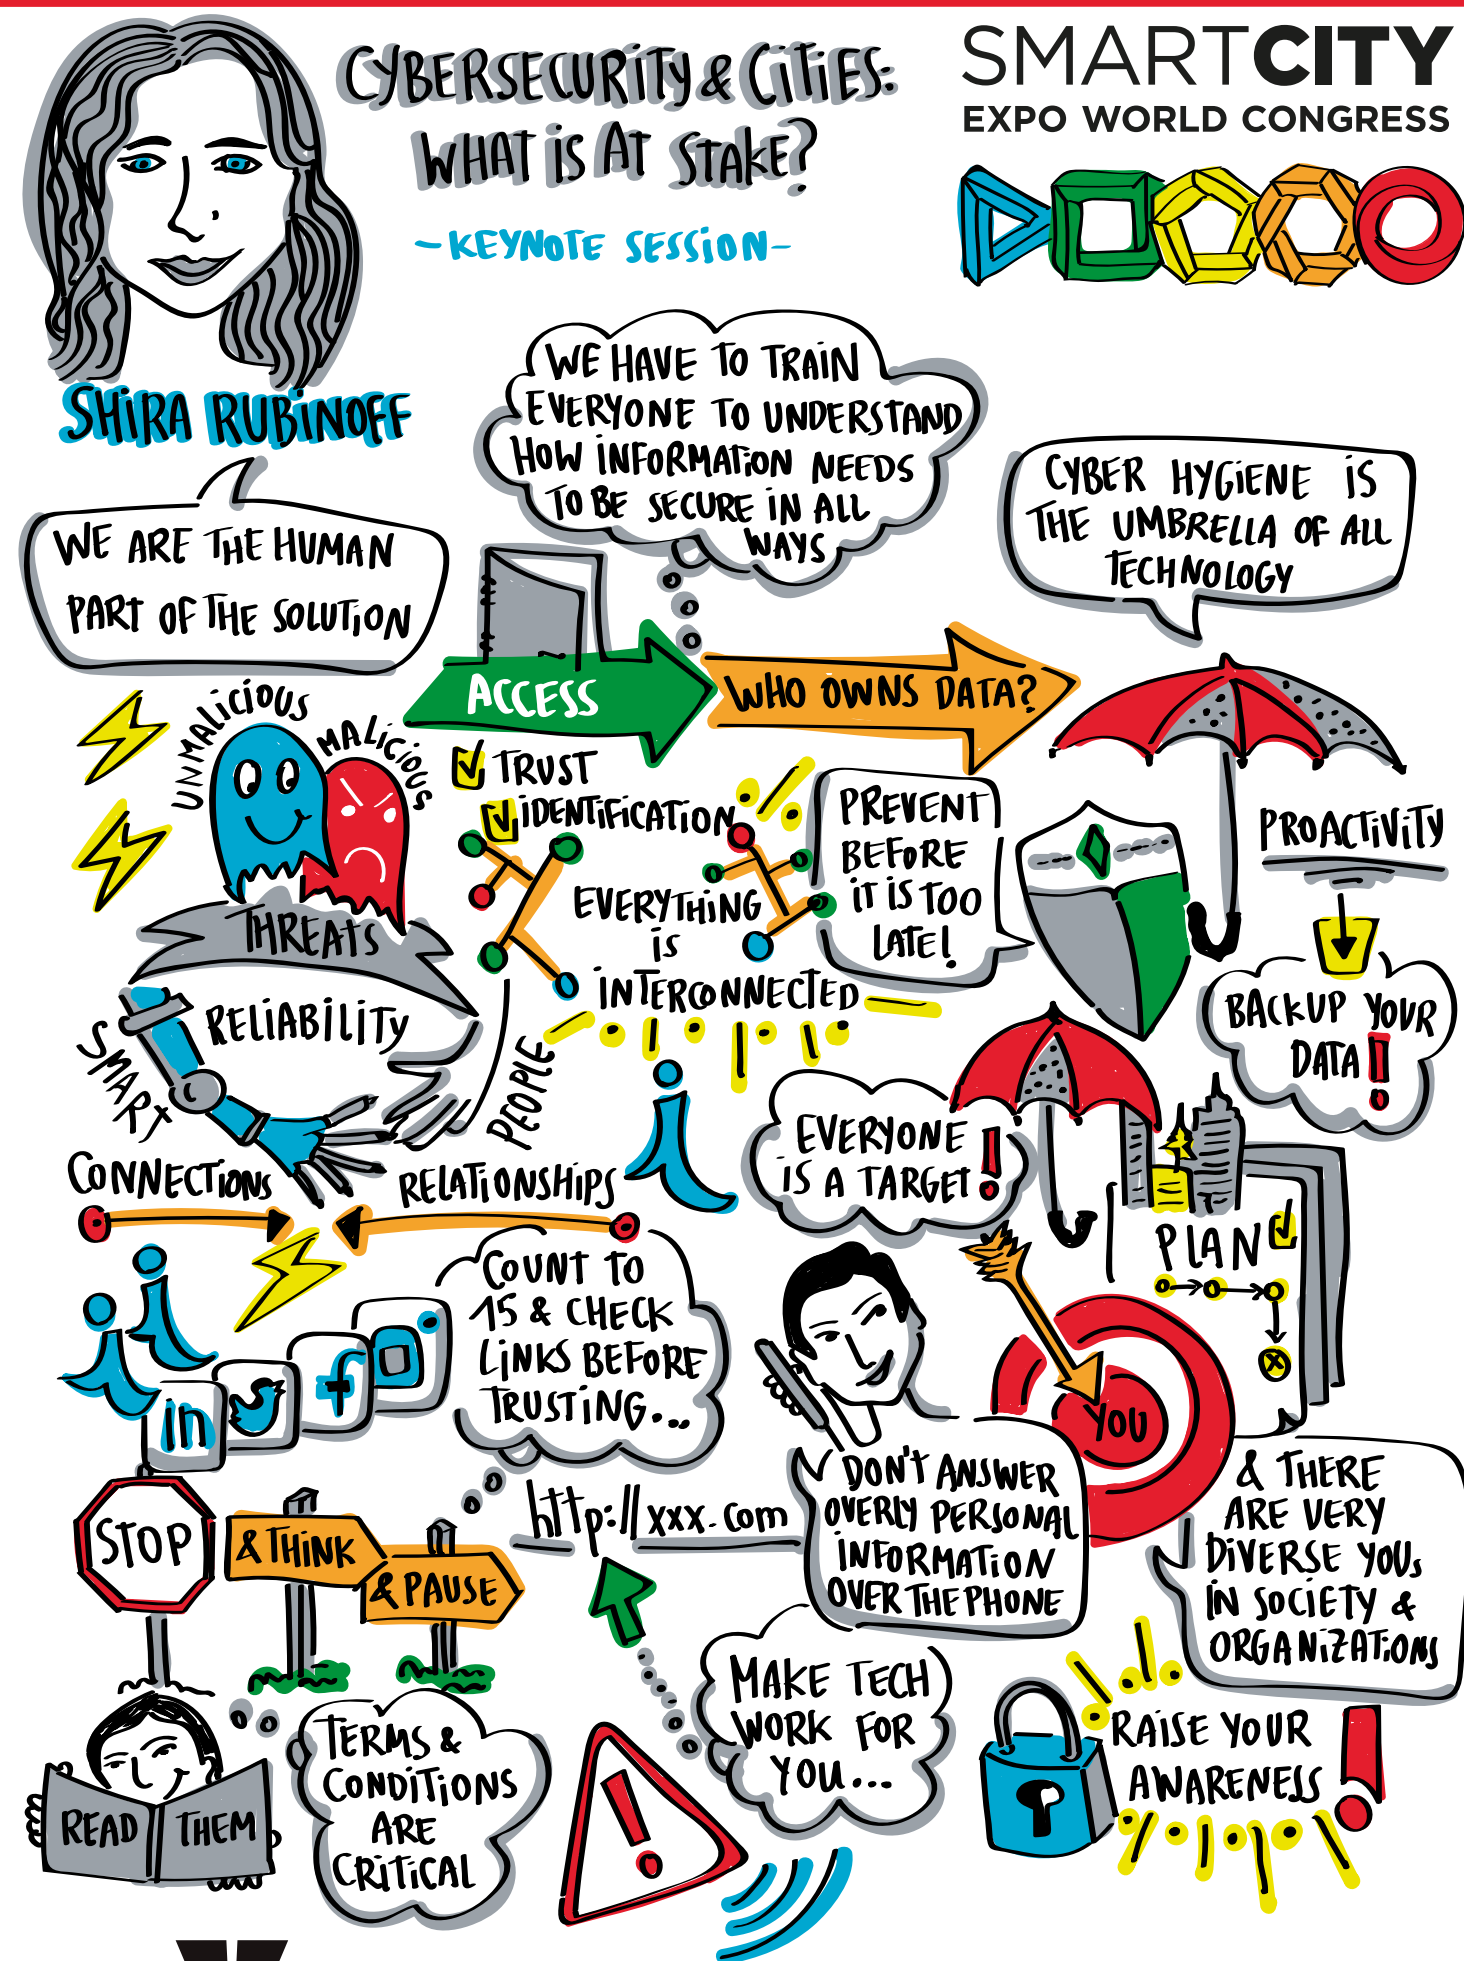 CYBERSECURITY & CITIES:
WHAT IS AT STAKE?
- KEYNOTE SESSION -
SMARTCITY
EXPO WORLD CONGRESS
SHIRA RUBINOFF
WE ARE THE HUMAN
PART OF THE SOLUTION
WE HAVE TO TRAIN
EVERYONE TO UNDERSTAND
HOW INFORMATION NEEDS
TO BE SECURE IN ALL
WAYS
CYBER HYGIENE IS
THE UMBRELLA OF ALL
TECHNOLOGY
ACCESS
WHO OWNS DATA?
UNMALICIOUS
MALICIOUS
THREATS
TRUST
IDENTIFICATION
EVERYTHING
IS
INTERCONNECTED
PREVENT
BEFORE
IT IS TOO
LATE!
PROACTIVITY
BACKUP YOUR
DATA!
SMART
RELIABILITY
PEOPLE
CONNECTIONS
RELATIONSHIPS
EVERYONE
IS A TARGET!
PLAN
YOU
COUNT TO
15 & CHECK
LINKS BEFORE
TRUSTING...
in
f
STOP
& THINK
& PAUSE
http://xxx.com
DON'T ANSWER
OVERLY PERSONAL
INFORMATION
OVER THE PHONE
& THERE
ARE VERY
DIVERSE YOUs
IN SOCIETY &
ORGANIZATIONS
READ THEM
TERMS &
CONDITIONS
ARE
CRITICAL
MAKE TECH
WORK FOR
YOU...
RAISE YOUR
AWARENESS!